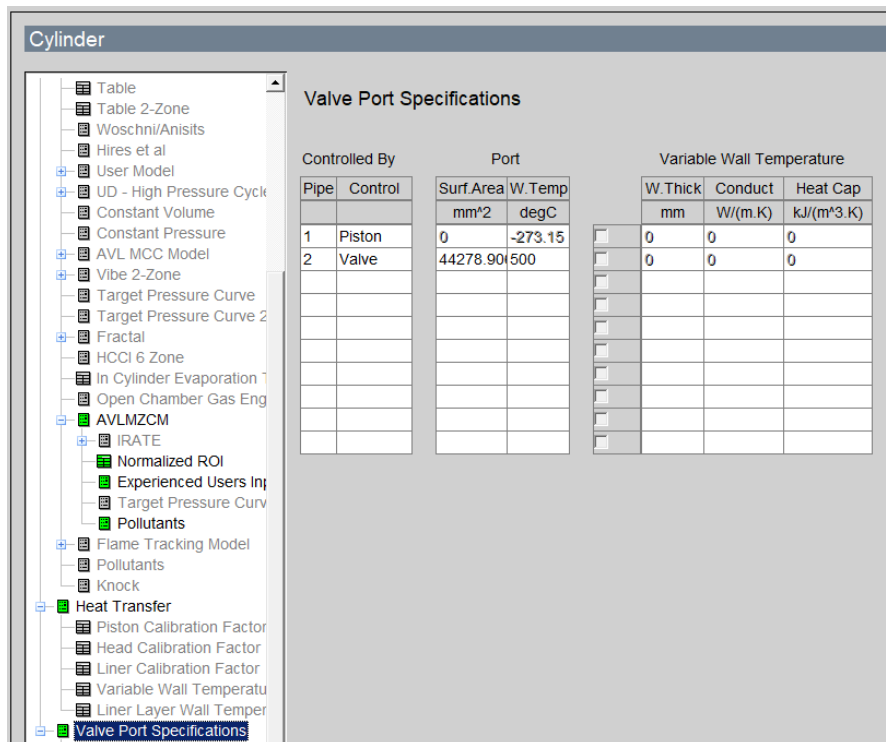 Cylinder
Table
Table 2-Zone
Woschni/Anisits
Hires et al
User Model
UD - High Pressure Cycle
Constant Volume
Constant Pressure
AVL MCC Model
Vibe 2-Zone
Target Pressure Curve
Target Pressure Curve 2
Fractal
HCCI 6 Zone
In Cylinder Evaporation T
Open Chamber Gas Eng
AVLMZCM
IRATE
Normalized ROI
Experienced Users Inp
Target Pressure Curv
Pollutants
Flame Tracking Model
Pollutants
Knock
Heat Transfer
Piston Calibration Factor
Head Calibration Factor
Liner Calibration Factor
Variable Wall Temperatu
Liner Layer Wall Temper
Valve Port Specifications
Valve Port Specifications
Controlled By Port Variable Wall Temperature
Pipe Control Surf.Area W.Temp W.Thick Conduct Heat Cap
mm^2 degC mm W/(m.K) kJ/(m^3.K)
1 Piston 0 -273.15 0 0 0
2 Valve 44278.906 500 0 0 0